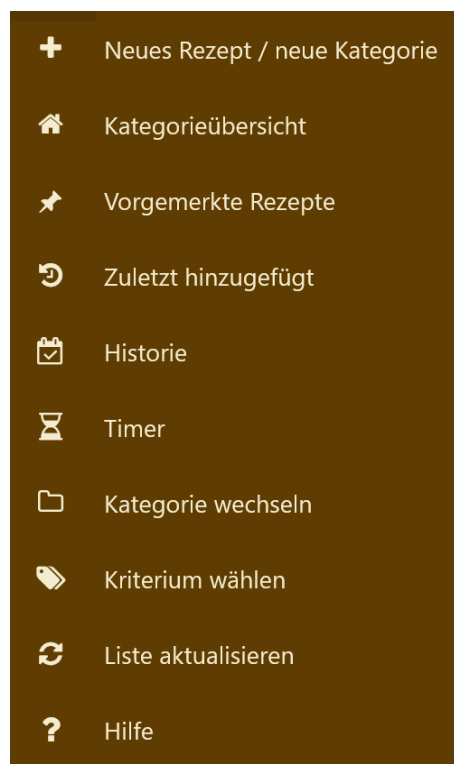 Neues Rezept / neue Kategorie
Kategorieübersicht
Vorgemerkte Rezepte
Zuletzt hinzugefügt
Historie
Timer
Kategorie wechseln
Kriterium wählen
Liste aktualisieren
Hilfe